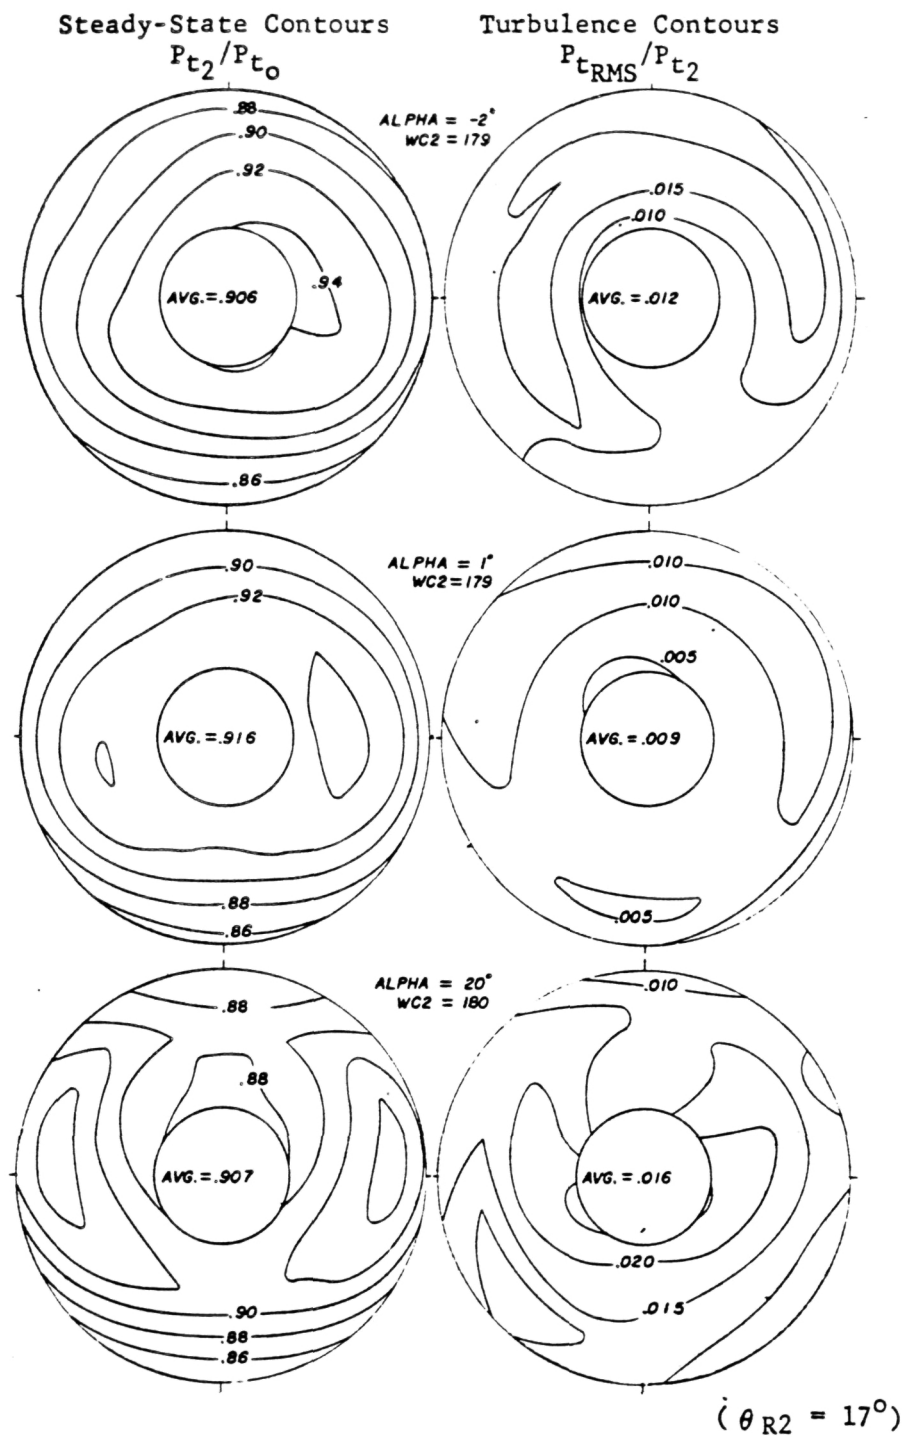 Steady-State Contours
Pt2/Pto
Turbulence Contours
PtRMS/Pt2
ALPHA = -2°
WC2 = 179
.88
.90
.92
.94
AVG.=.906
.86
.015
.010
AVG. = .012
ALPHA = 1°
WC2=179
.90
.92
AVG. = .916
.88
.86
.010
.010
.005
AVG. = .009
.005
ALPHA = 20°
WC2 = 180
.88
.88
AVG. = .907
.90
.88
.86
.010
AVG. = .016
.020
.015
(θR2 = 17°)